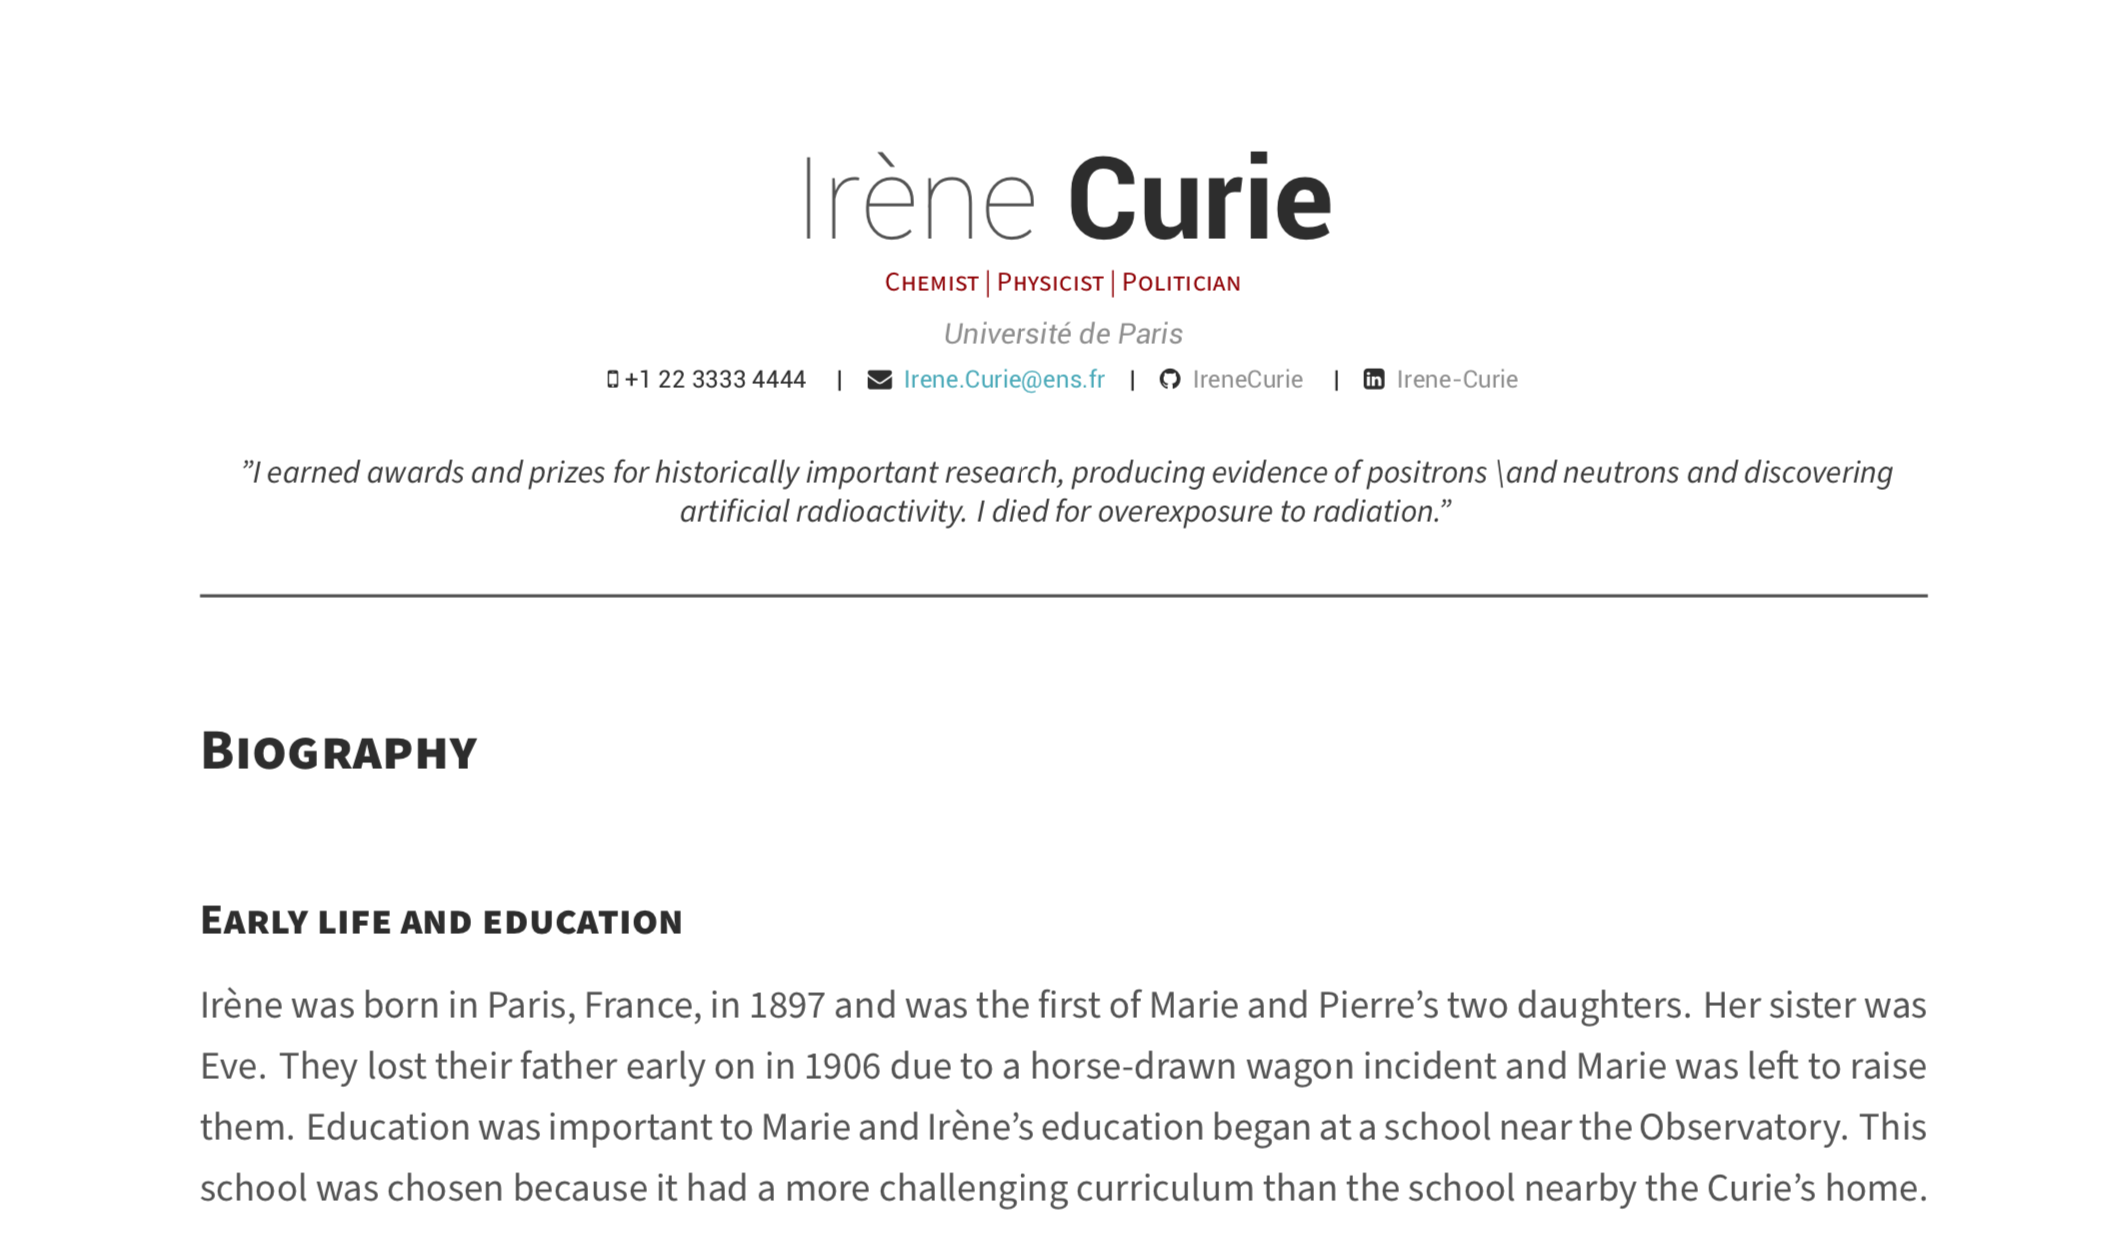 Irène Curie
Chemist | Physicist | Politician
Université de Paris
+1 22 3333 4444 | Irene.Curie@ens.fr | IreneCurie | Irene-Curie
”I earned awards and prizes for historically important research, producing evidence of positrons \and neutrons and discovering
artificial radioactivity. I died for overexposure to radiation.”
Biography
Early life and education
Irène was born in Paris, France, in 1897 and was the first of Marie and Pierre’s two daughters. Her sister was
Eve. They lost their father early on in 1906 due to a horse-drawn wagon incident and Marie was left to raise
them. Education was important to Marie and Irène’s education began at a school near the Observatory. This
school was chosen because it had a more challenging curriculum than the school nearby the Curie’s home.